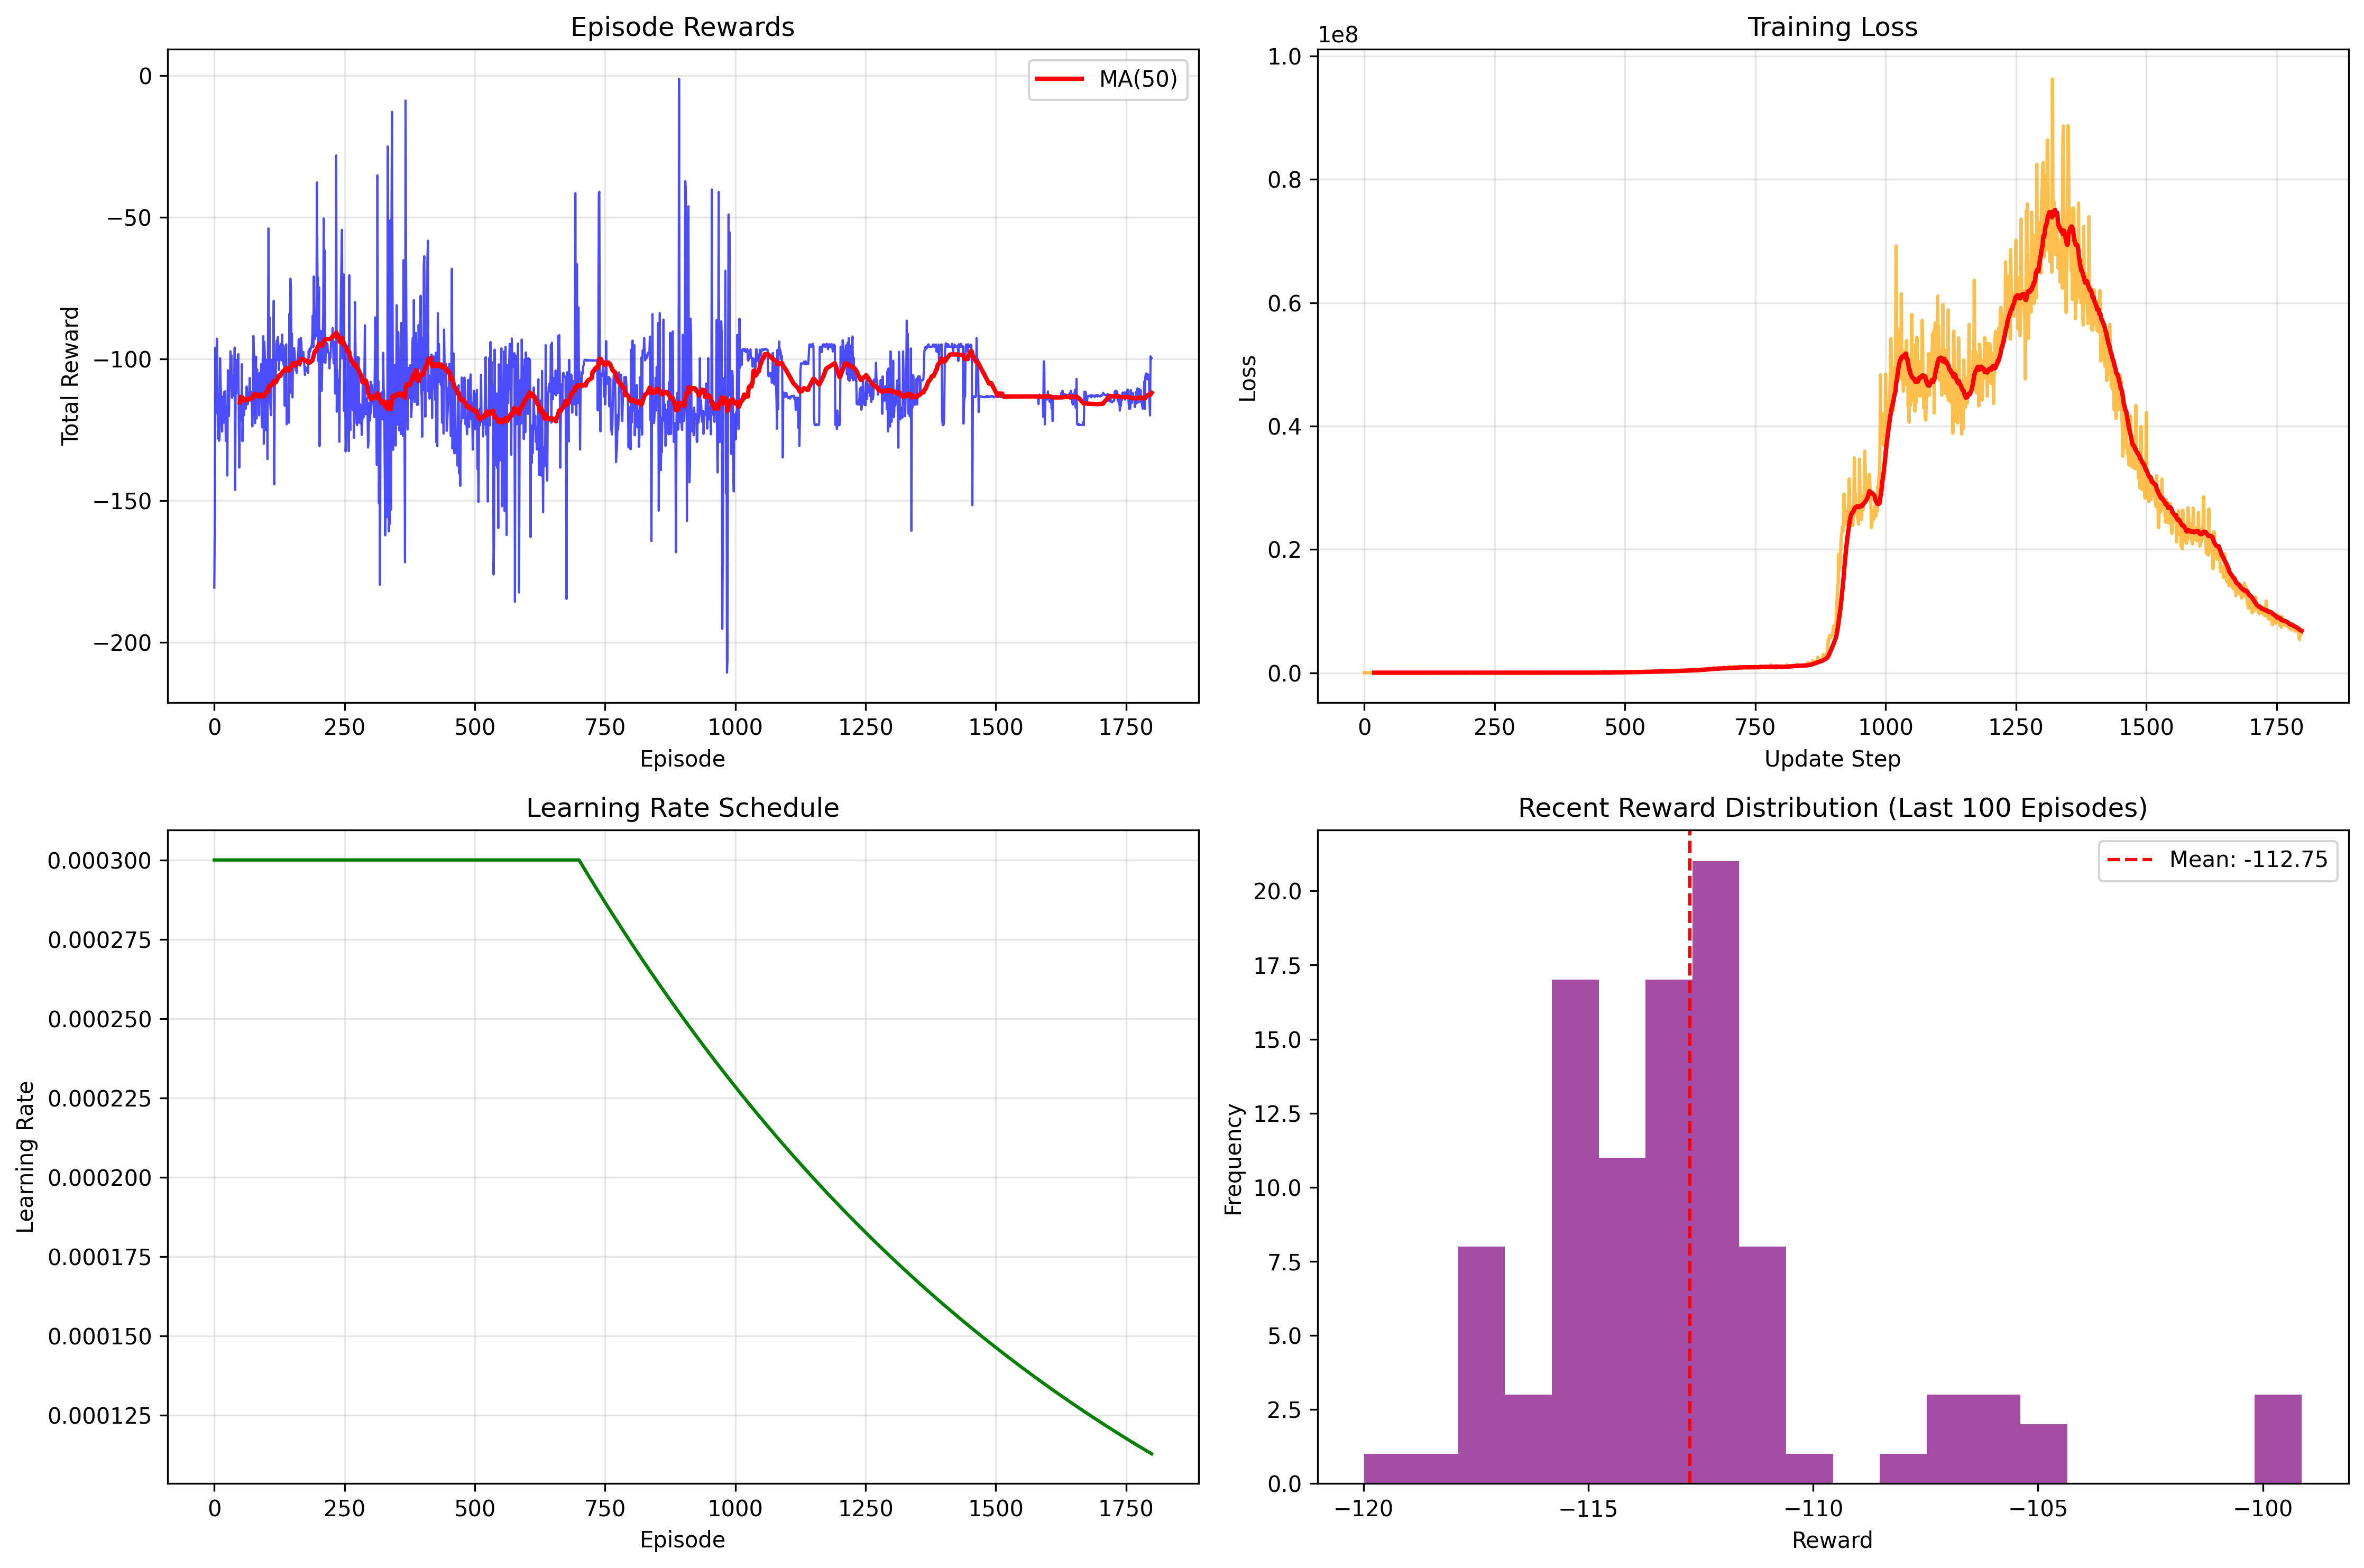 Episode Rewards
MA(50)
0
−50
−100
−150
−200
Total Reward
0 250 500 750 1000 1250 1500 1750
Episode
Training Loss
1e8
1.0
0.8
0.6
0.4
0.2
0.0
Loss
0 250 500 750 1000 1250 1500 1750
Update Step
Learning Rate Schedule
0.000300
0.000275
0.000250
0.000225
0.000200
0.000175
0.000150
0.000125
Learning Rate
0 250 500 750 1000 1250 1500 1750
Episode
Recent Reward Distribution (Last 100 Episodes)
Mean: -112.75
20.0
17.5
15.0
12.5
10.0
7.5
5.0
2.5
0.0
Frequency
−120 −115 −110 −105 −100
Reward